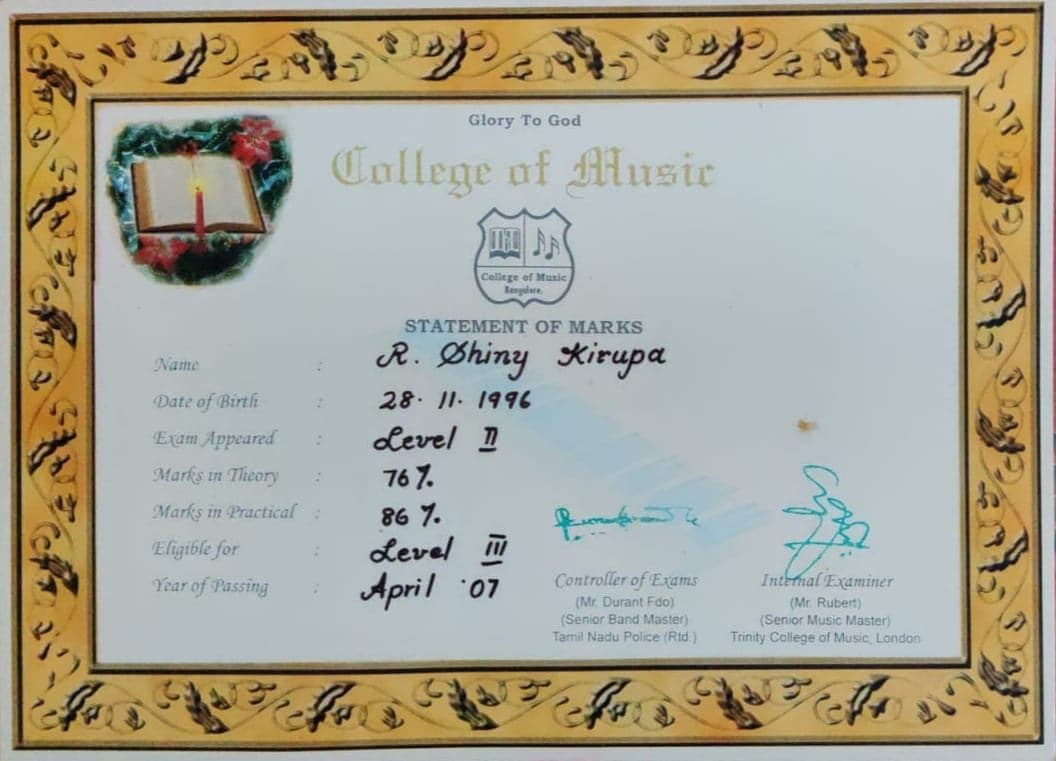 Glory To God
College of Music
College of Music
Bangalore.
STATEMENT OF MARKS
Name : R. Shiny Kirupa
Date of Birth : 28. 11. 1996
Exam Appeared : Level II
Marks in Theory : 76 %.
Marks in Practical : 86 %.
Eligible for : Level III
Year of Passing : April '07
Controller of Exams
(Mr. Durant Fdo)
(Senior Band Master)
Tamil Nadu Police (Rtd.)
Internal Examiner
(Mr. Rubert)
(Senior Music Master)
Trinity College of Music, London